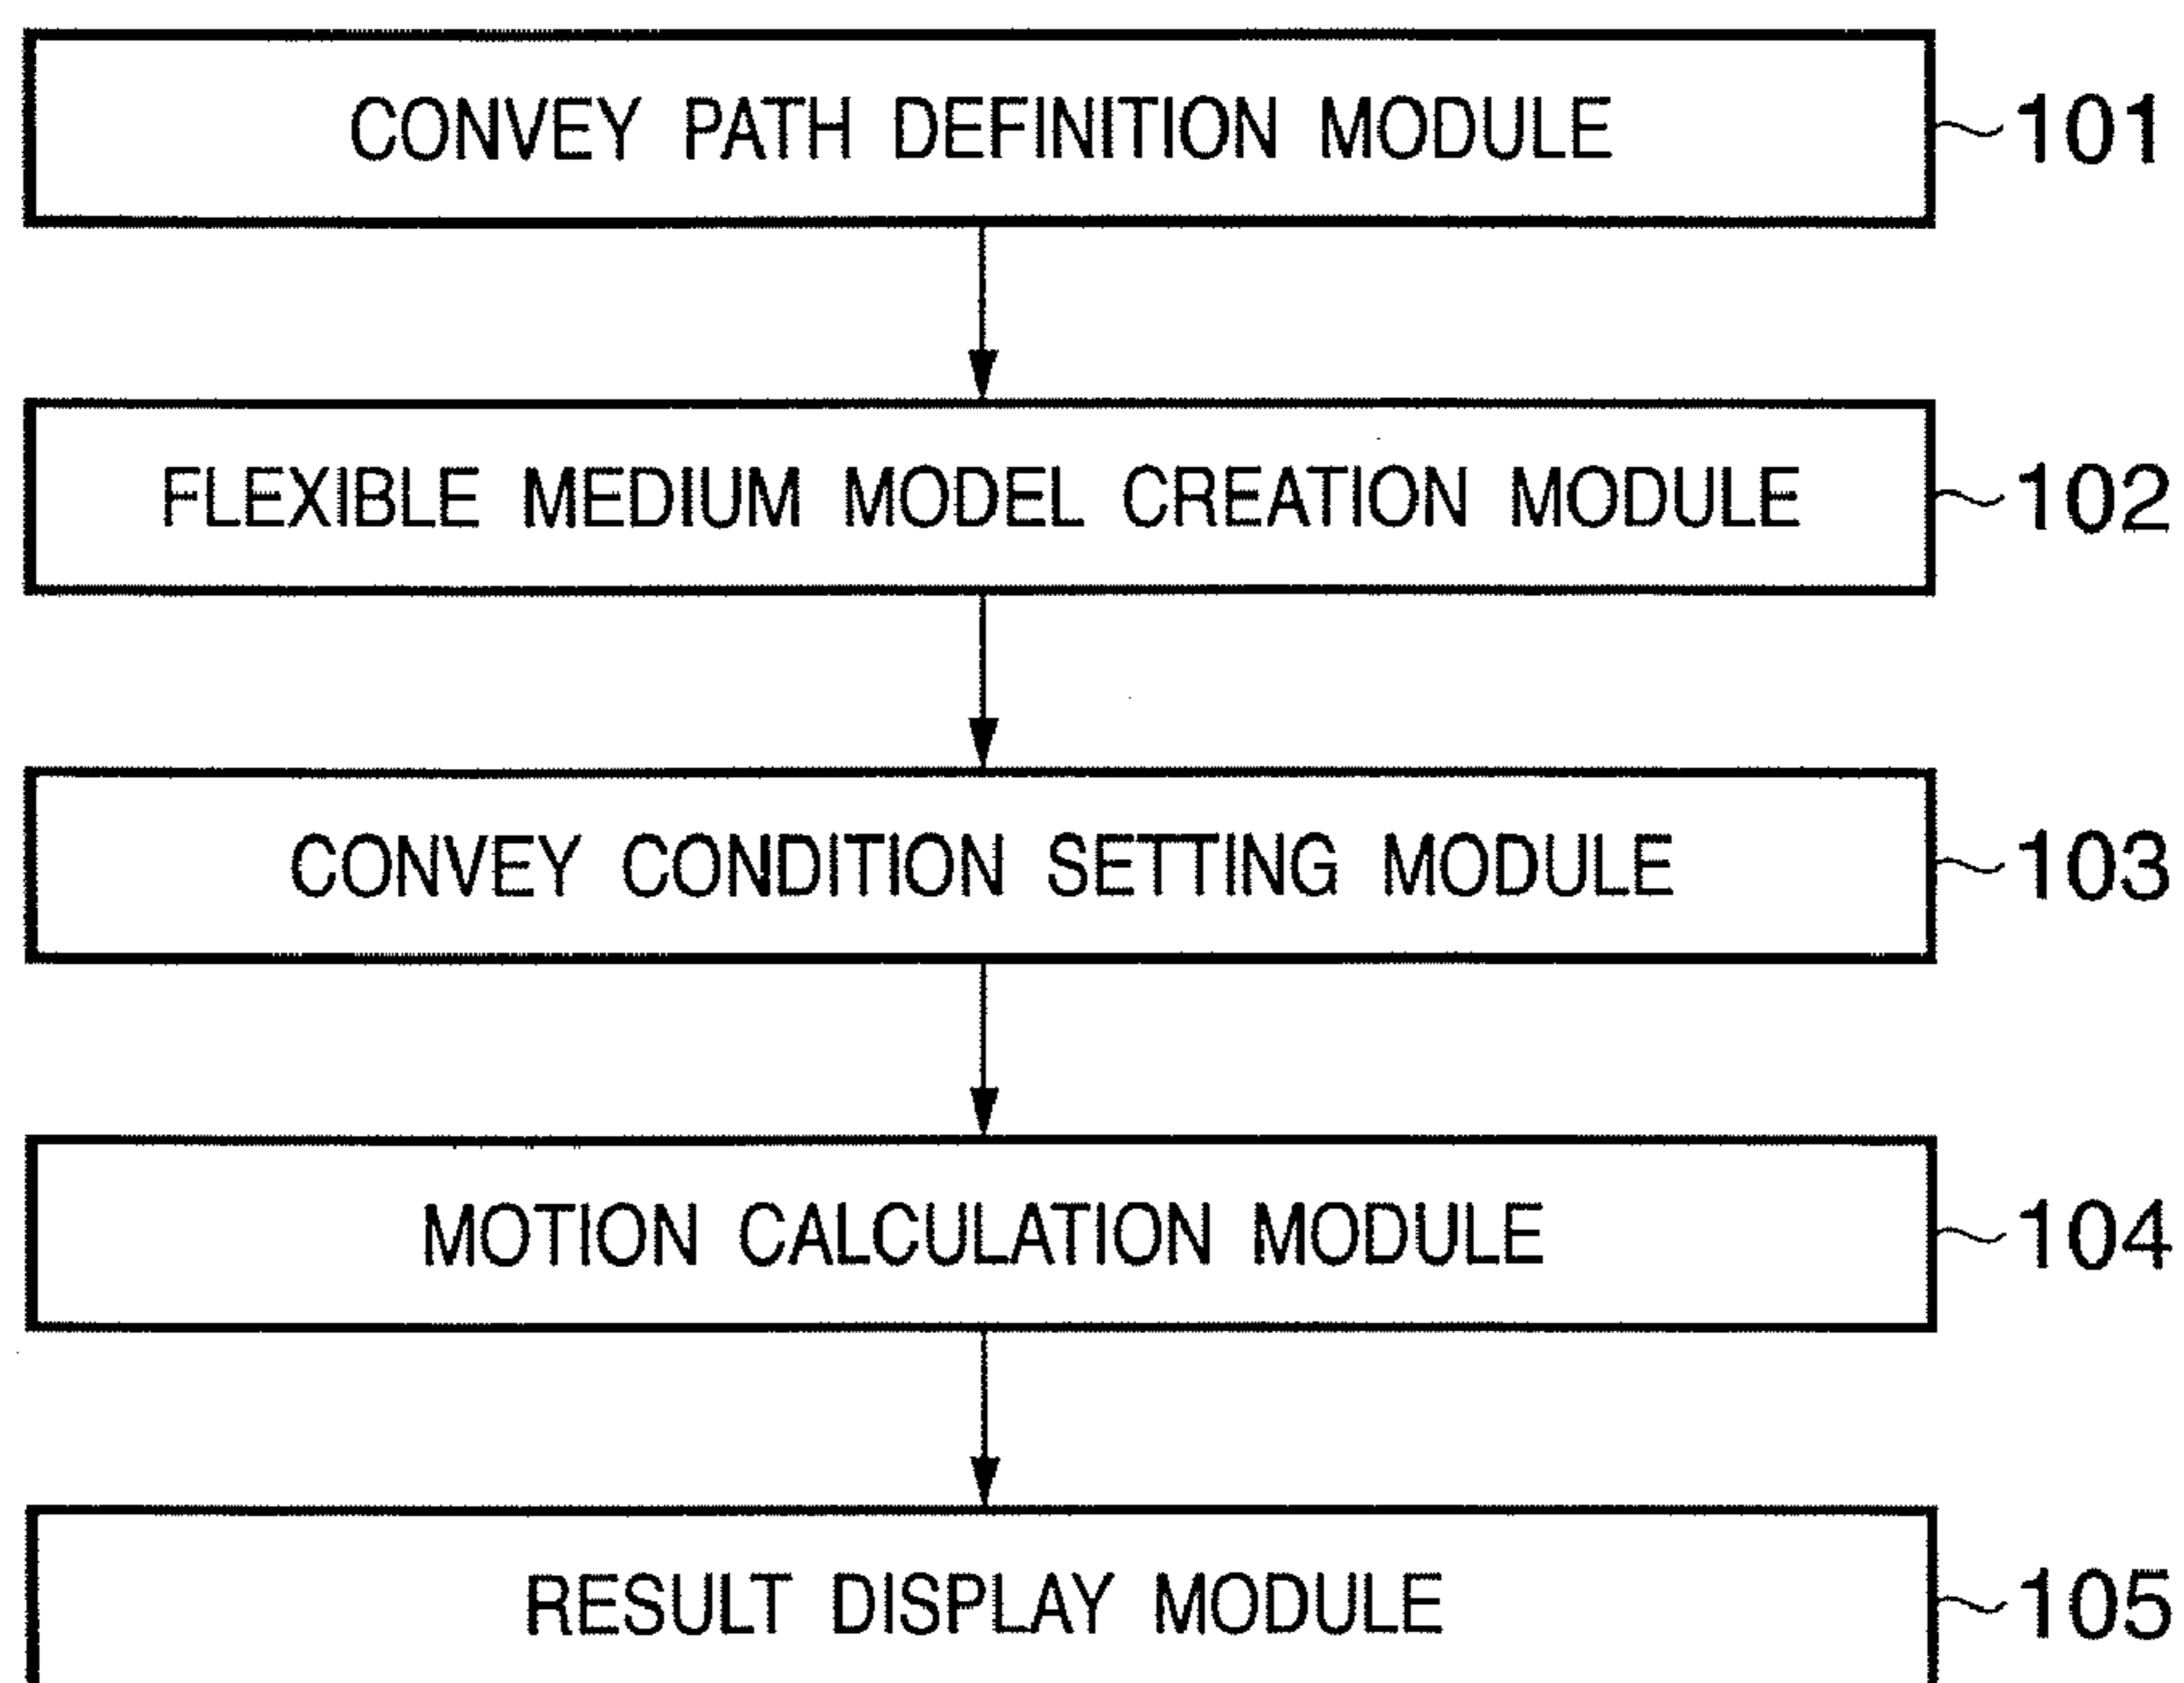 CONVEY PATH DEFINITION MODULE 101
FLEXIBLE MEDIUM MODEL CREATION MODULE 102
CONVEY CONDITION SETTING MODULE 103
MOTION CALCULATION MODULE 104
RESULT DISPLAY MODULE 105